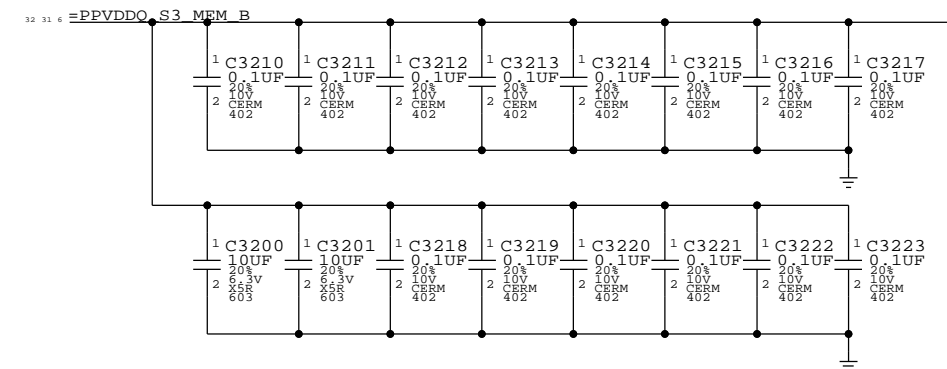 32 31 6 =PPVDDQ_S3_MEM_B
1 C3210 1 C3211 1 C3212 1 C3213 1 C3214 1 C3215 1 C3216 1 C3217
0.1UF 0.1UF 0.1UF 0.1UF 0.1UF 0.1UF 0.1UF 0.1UF
20% 20% 20% 20% 20% 20% 20% 20%
2 10V 2 10V 2 10V 2 10V 2 10V 2 10V 2 10V 2 10V
CERM CERM CERM CERM CERM CERM CERM CERM
402 402 402 402 402 402 402 402
1 C3200 1 C3201 1 C3218 1 C3219 1 C3220 1 C3221 1 C3222 1 C3223
10UF 10UF 0.1UF 0.1UF 0.1UF 0.1UF 0.1UF 0.1UF
20% 20% 20% 20% 20% 20% 20% 20%
2 6.3V 2 6.3V 2 10V 2 10V 2 10V 2 10V 2 10V 2 10V
X5R X5R CERM CERM CERM CERM CERM CERM
603 603 402 402 402 402 402 402